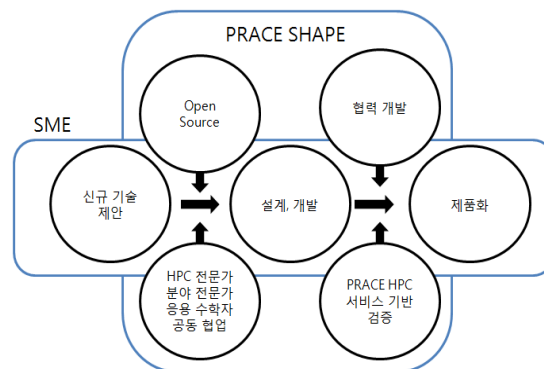 PRACE SHAPE
Open
Source
협력 개발
SME
신규 기술
제안
설계, 개발
제품화
HPC 전문가
분야 전문가
응용 수학자
공동 협업
PRACE HPC
서비스 기반
검증